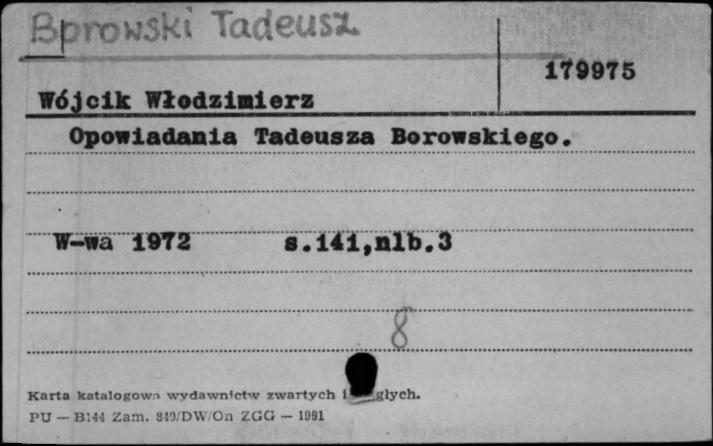 Borowski Tadeusz
179975
Wójcik Włodzimierz
Opowiadania Tadeusza Borowskiego.
W-wa 1972 s.141,nlb.3
8
Karta katalogowa wydawnictw zwartych i
PU — B144 Zam. 849/DW/On ZGG — 1991